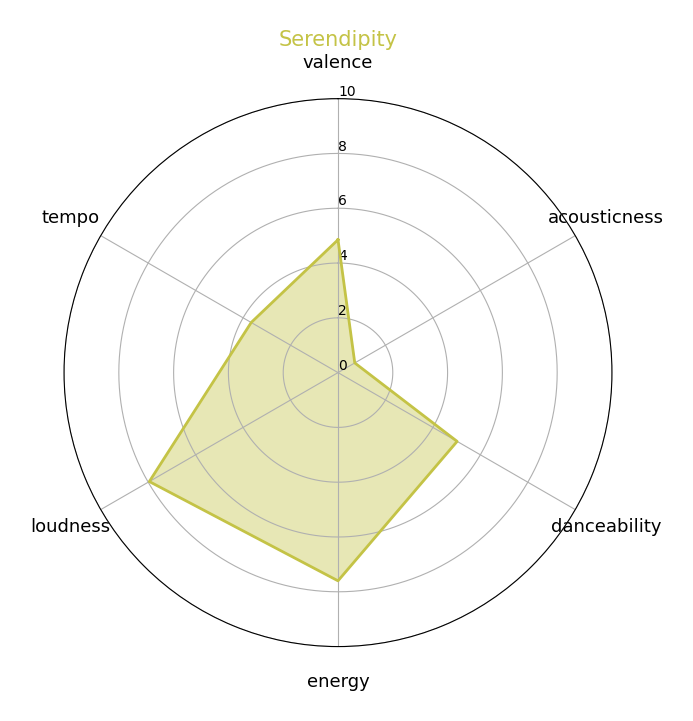 Serendipity
valence
10
8
tempo
acousticness
6
4
2
0
loudness
danceability
energy